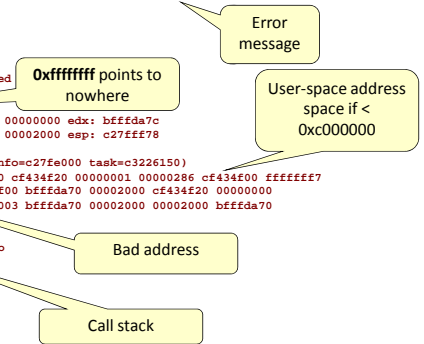 Error
message
ed
0xffffffff points to
nowhere
User-space address
space if <
0xc000000
00000000 edx: bfffda7c
00002000 esp: c27fff78
nfo=c27fe000 task=c3226150)
0 cf434f20 00000001 00000286 cf434f00 fffffff7
f00 bfffda70 00002000 cf434f20 00000000
003 bfffda70 00002000 00002000 bfffda70
Bad address
Call stack